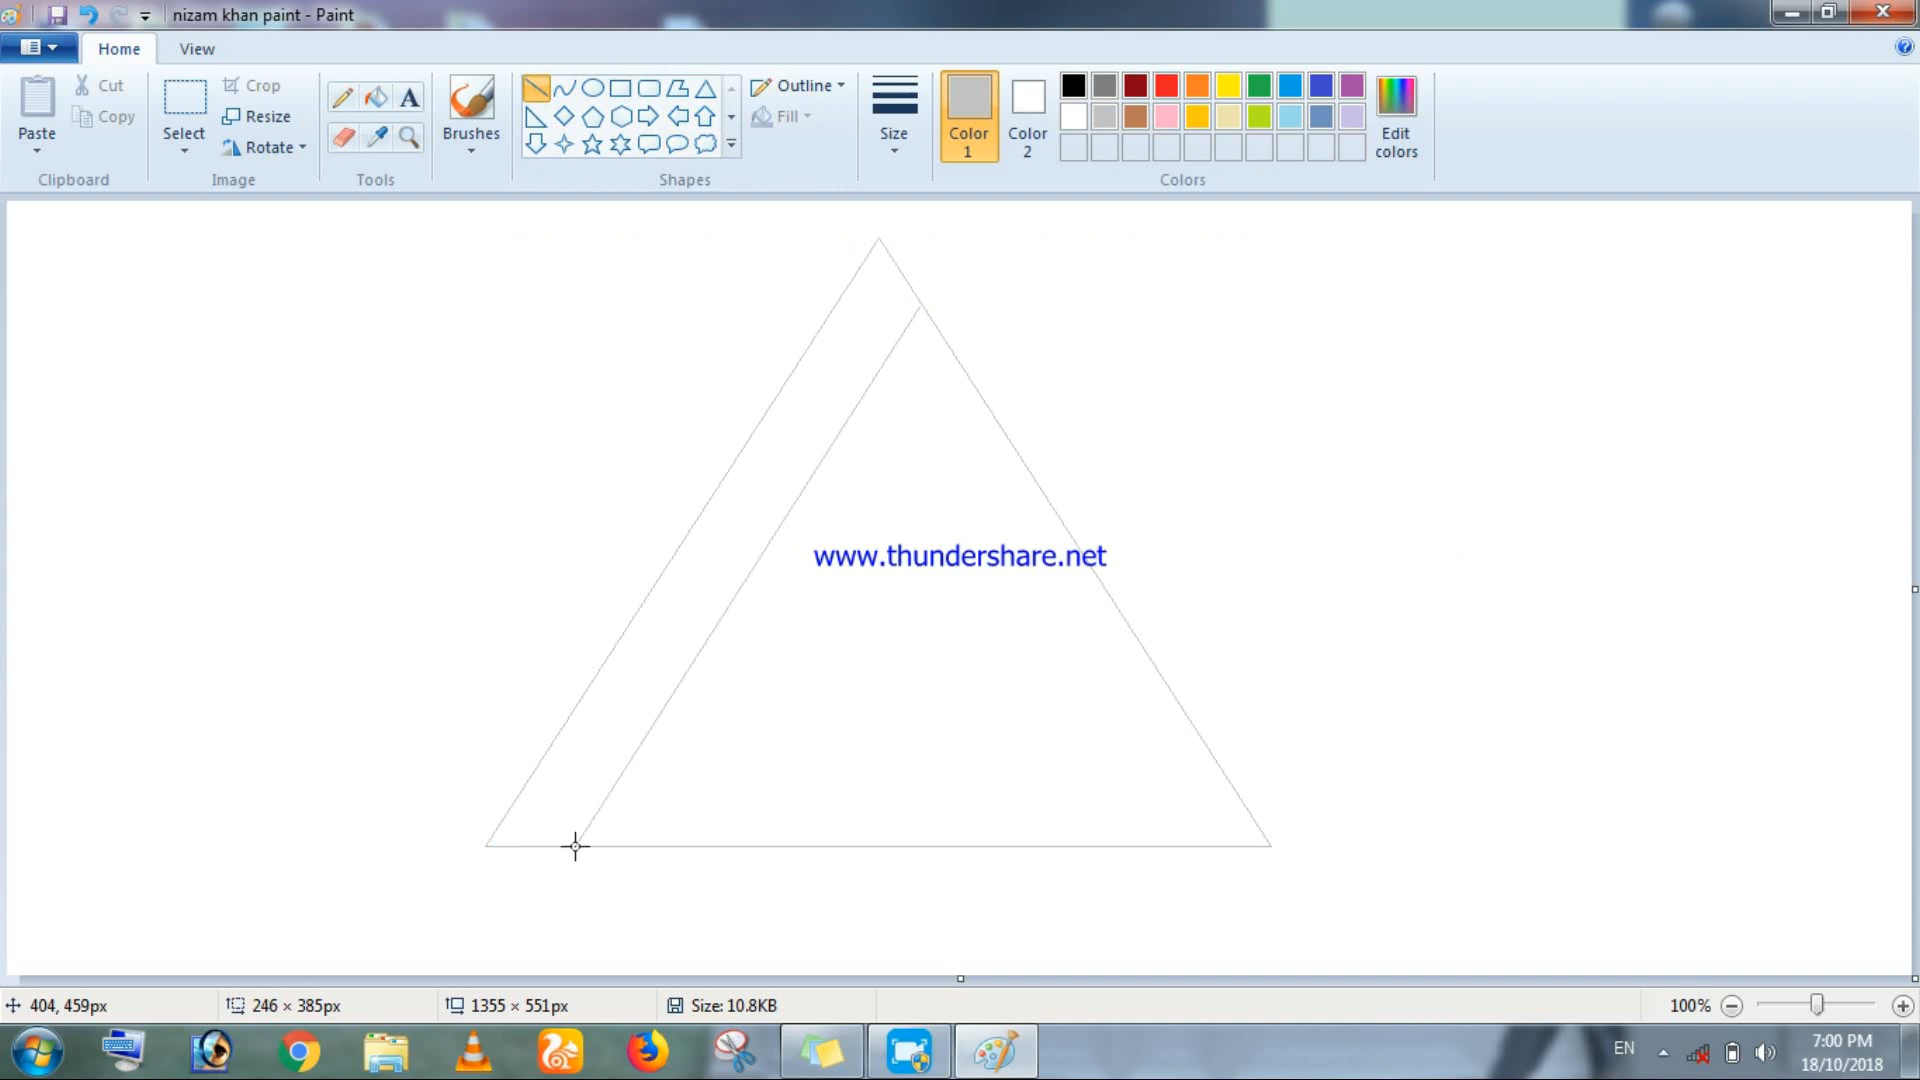 nizam khan paint - Paint
Home
View
Paste
Cut
Copy
Clipboard
Select
Crop
Resize
Rotate
Image
A
Tools
Brushes
Shapes
Outline
Fill
Size
Color 1
Color 2
Edit colors
Colors
www.thundershare.net
404, 459px
246 × 385px
1355 × 551px
Size: 10.8KB
100%
EN
7:00 PM
18/10/2018